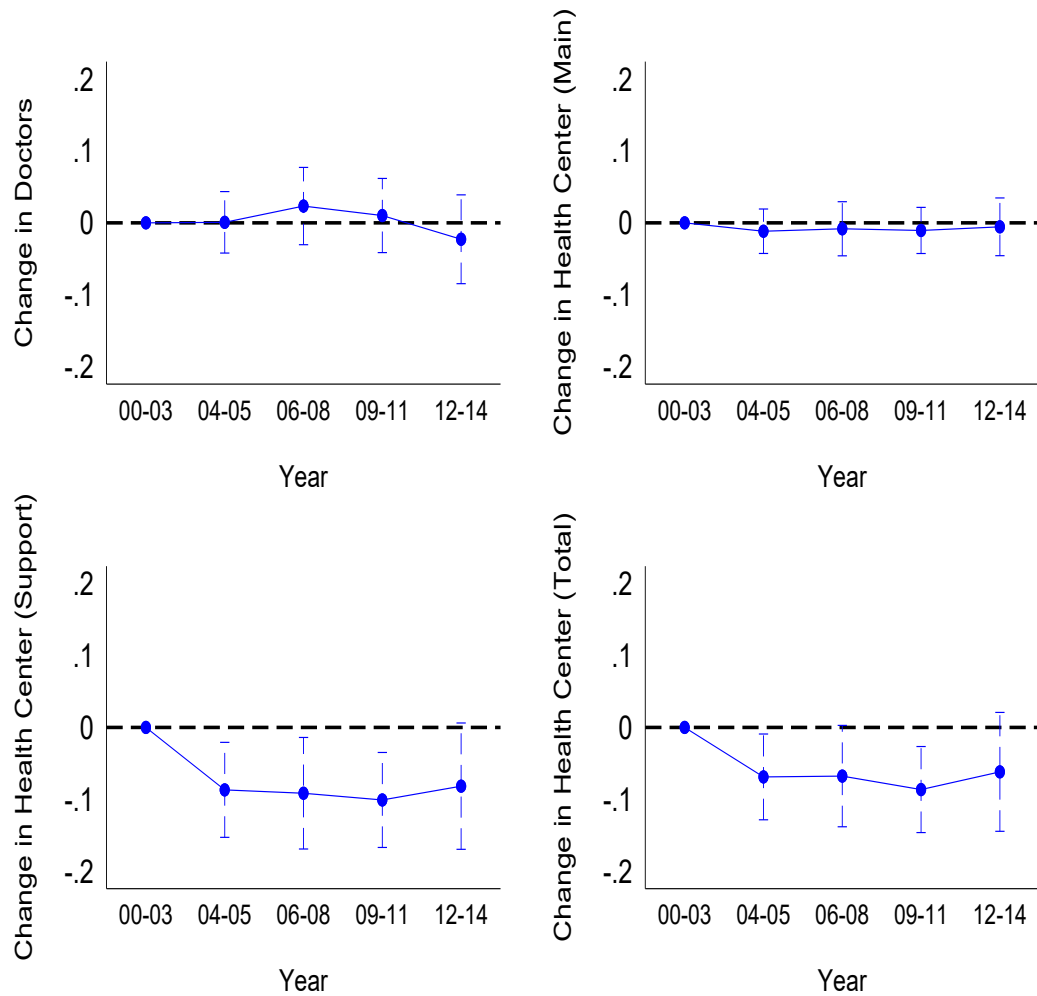 Change in Doctors
.2
.1
0
-.1
-.2
00-03 04-05 06-08 09-11 12-14
Year
Change in Health Center (Main)
.2
.1
0
-.1
-.2
00-03 04-05 06-08 09-11 12-14
Year
Change in Health Center (Support)
.2
.1
0
-.1
-.2
00-03 04-05 06-08 09-11 12-14
Year
Change in Health Center (Total)
.2
.1
0
-.1
-.2
00-03 04-05 06-08 09-11 12-14
Year